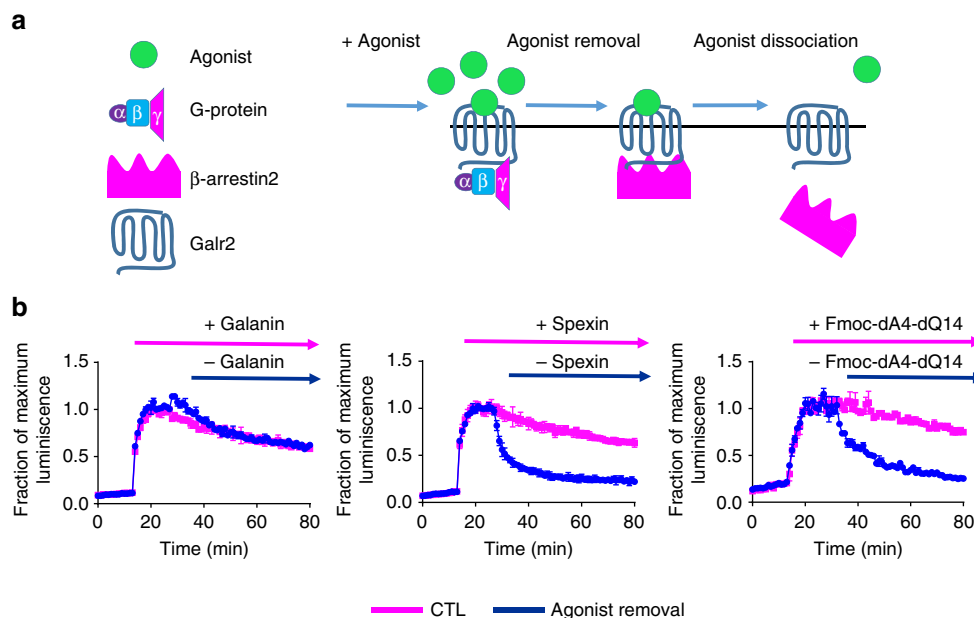 a
Agonist
α β γ
G-protein
β-arrestin2
Galr2
+ Agonist
Agonist removal
Agonist dissociation
α β γ
b
+ Galanin
– Galanin
Fraction of maximum
luminiscence
1.5
1.0
0.5
0.0
0 20 40 60 80
Time (min)
+ Spexin
– Spexin
Fraction of maximum
luminiscence
1.5
1.0
0.5
0.0
0 20 40 60 80
Time (min)
+ Fmoc-dA4-dQ14
– Fmoc-dA4-dQ14
Fraction of maximum
luminiscence
1.5
1.0
0.5
0.0
0 20 40 60 80
Time (min)
CTL
Agonist removal